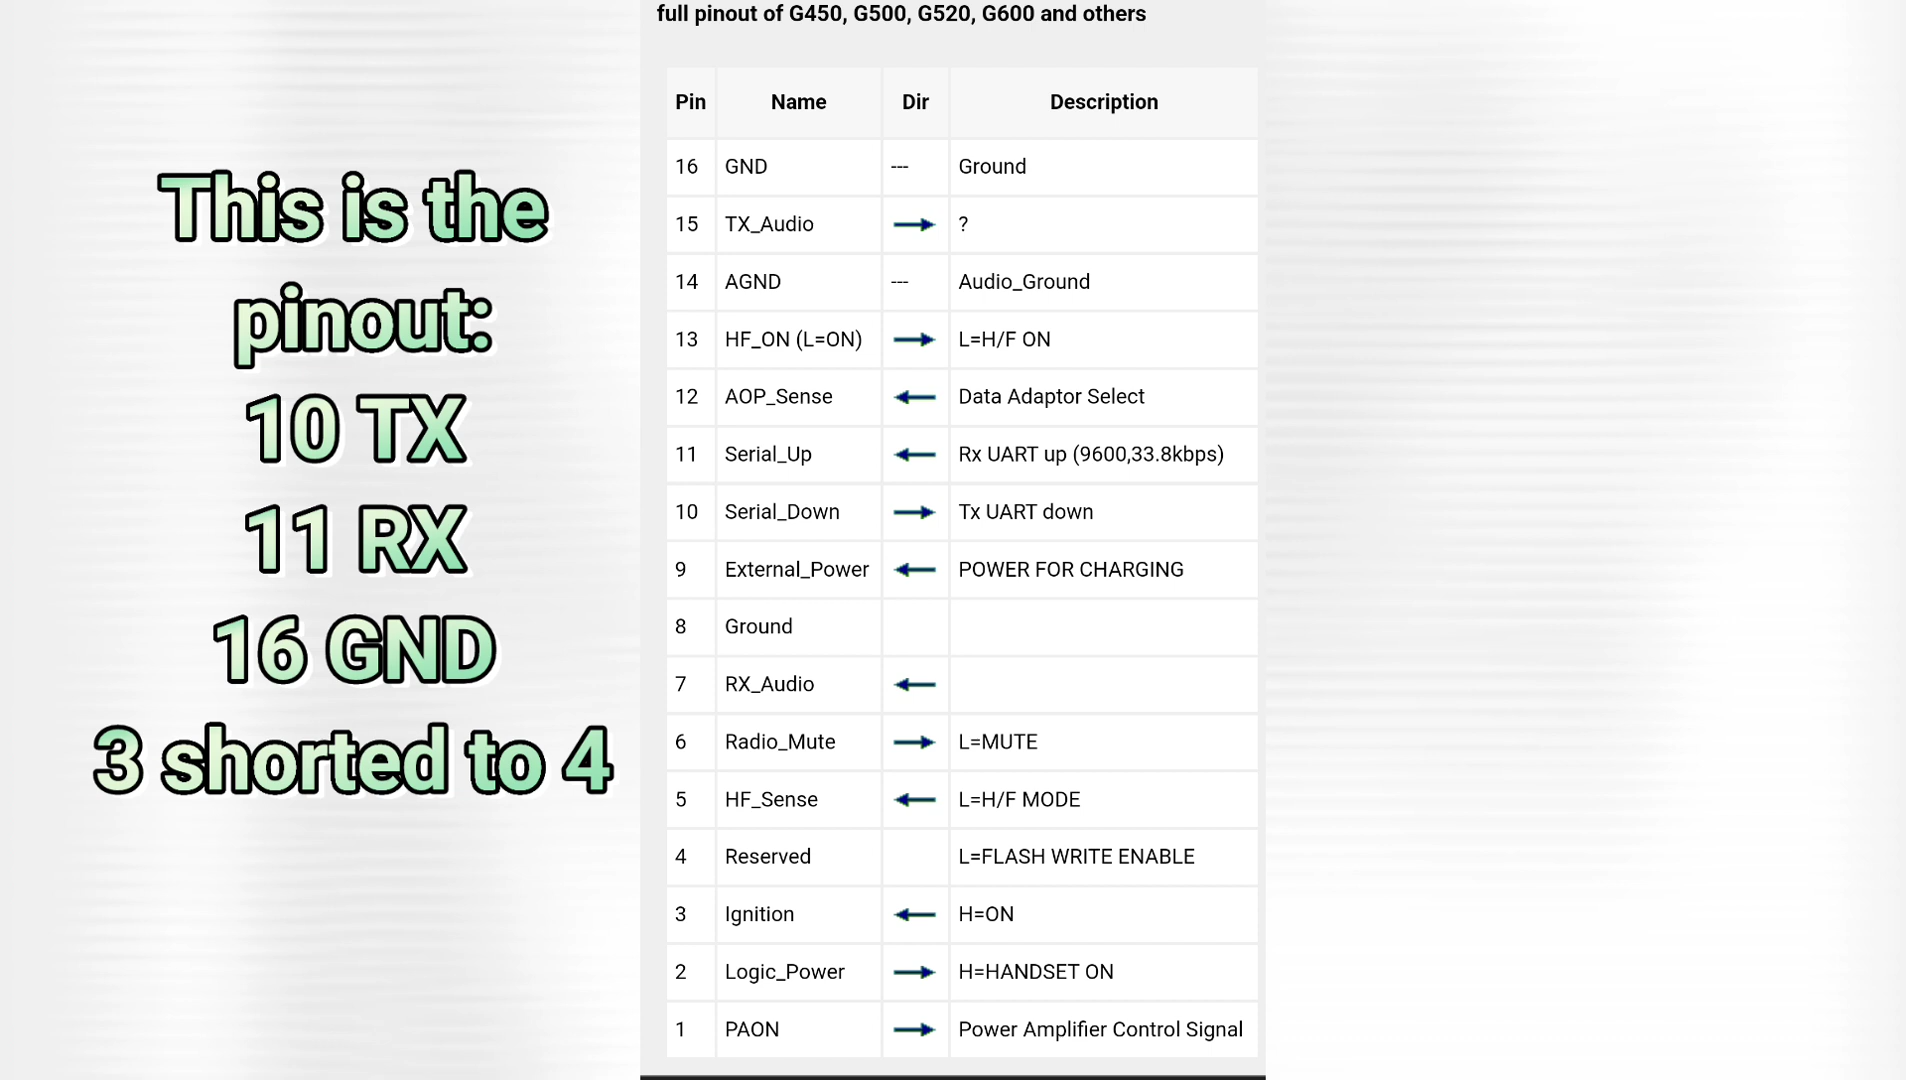 This is the
pinout:
10 TX
11 RX
16 GND
3 shorted to 4
full pinout of G450, G500, G520, G600 and others
Pin Name Dir Description
16 GND --- Ground
15 TX_Audio ?
14 AGND --- Audio_Ground
13 HF_ON (L=ON) L=H/F ON
12 AOP_Sense Data Adaptor Select
11 Serial_Up Rx UART up (9600,33.8kbps)
10 Serial_Down Tx UART down
9 External_Power POWER FOR CHARGING
8 Ground
7 RX_Audio
6 Radio_Mute L=MUTE
5 HF_Sense L=H/F MODE
4 Reserved L=FLASH WRITE ENABLE
3 Ignition H=ON
2 Logic_Power H=HANDSET ON
1 PAON Power Amplifier Control Signal